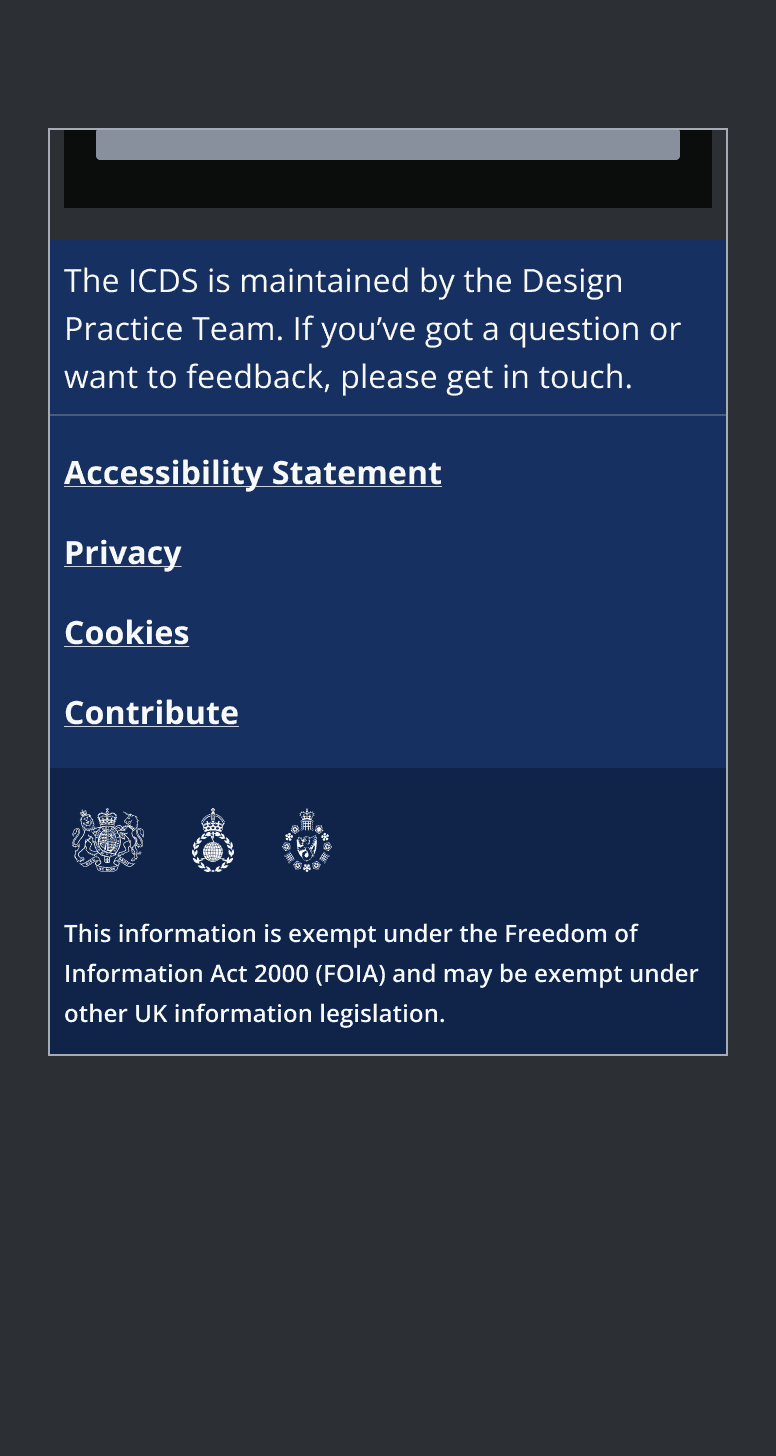 The ICDS is maintained by the Design
Practice Team. If you’ve got a question or
want to feedback, please get in touch.
Accessibility Statement
Privacy
Cookies
Contribute
This information is exempt under the Freedom of
Information Act 2000 (FOIA) and may be exempt under
other UK information legislation.